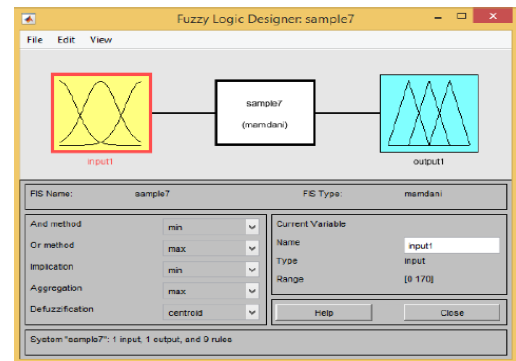 Fuzzy Logic Designer: sample7
File Edit View
sample7
(mamdani)
input1
output1
FIS Name: sample7
FIS Type: mamdani
And method min
Or method max
Implication min
Aggregation max
Defuzzification centroid
Current Variable
Name input1
Type input
Range [0 170]
Help Close
System "sample7": 1 input, 1 output, and 9 rules